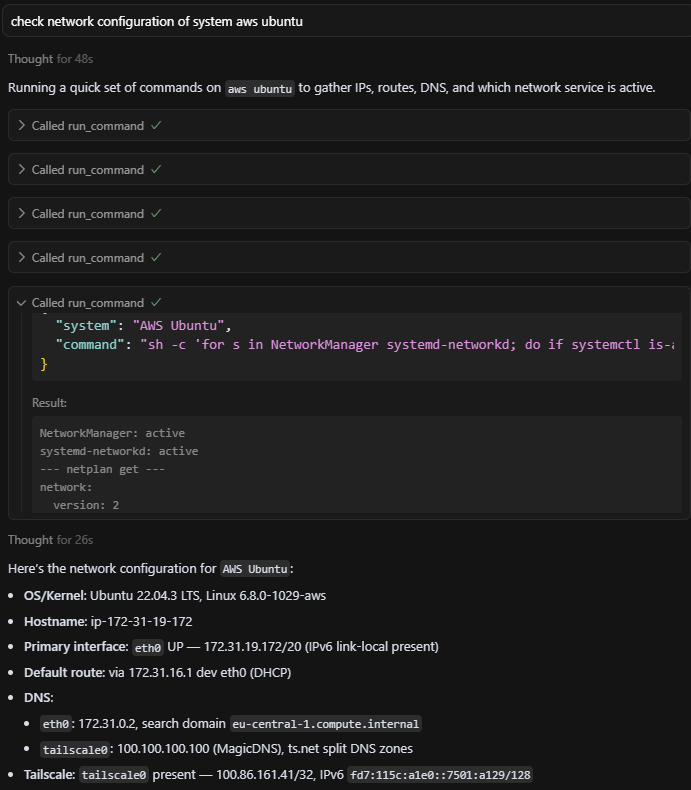 check network configuration of system aws ubuntu
Thought for 48s
Running a quick set of commands on aws ubuntu to gather IPs, routes, DNS, and which network service is active.
Called run_command
Called run_command
Called run_command
Called run_command
Called run_command
"system": "AWS Ubuntu",
"command": "sh -c 'for s in NetworkManager systemd-networkd; do if systemctl is-a
}
Result:
NetworkManager: active
systemd-networkd: active
--- netplan get ---
network:
version: 2
Thought for 26s
Here's the network configuration for AWS Ubuntu:
• OS/Kernel: Ubuntu 22.04.3 LTS, Linux 6.8.0-1029-aws
• Hostname: ip-172-31-19-172
• Primary interface: eth0 UP — 172.31.19.172/20 (IPv6 link-local present)
• Default route: via 172.31.16.1 dev eth0 (DHCP)
• DNS:
• eth0: 172.31.0.2, search domain eu-central-1.compute.internal
• tailscale0: 100.100.100.100 (MagicDNS), ts.net split DNS zones
• Tailscale: tailscale0 present — 100.86.161.41/32, IPv6 fd7:115c:a1e0::7501:a129/128